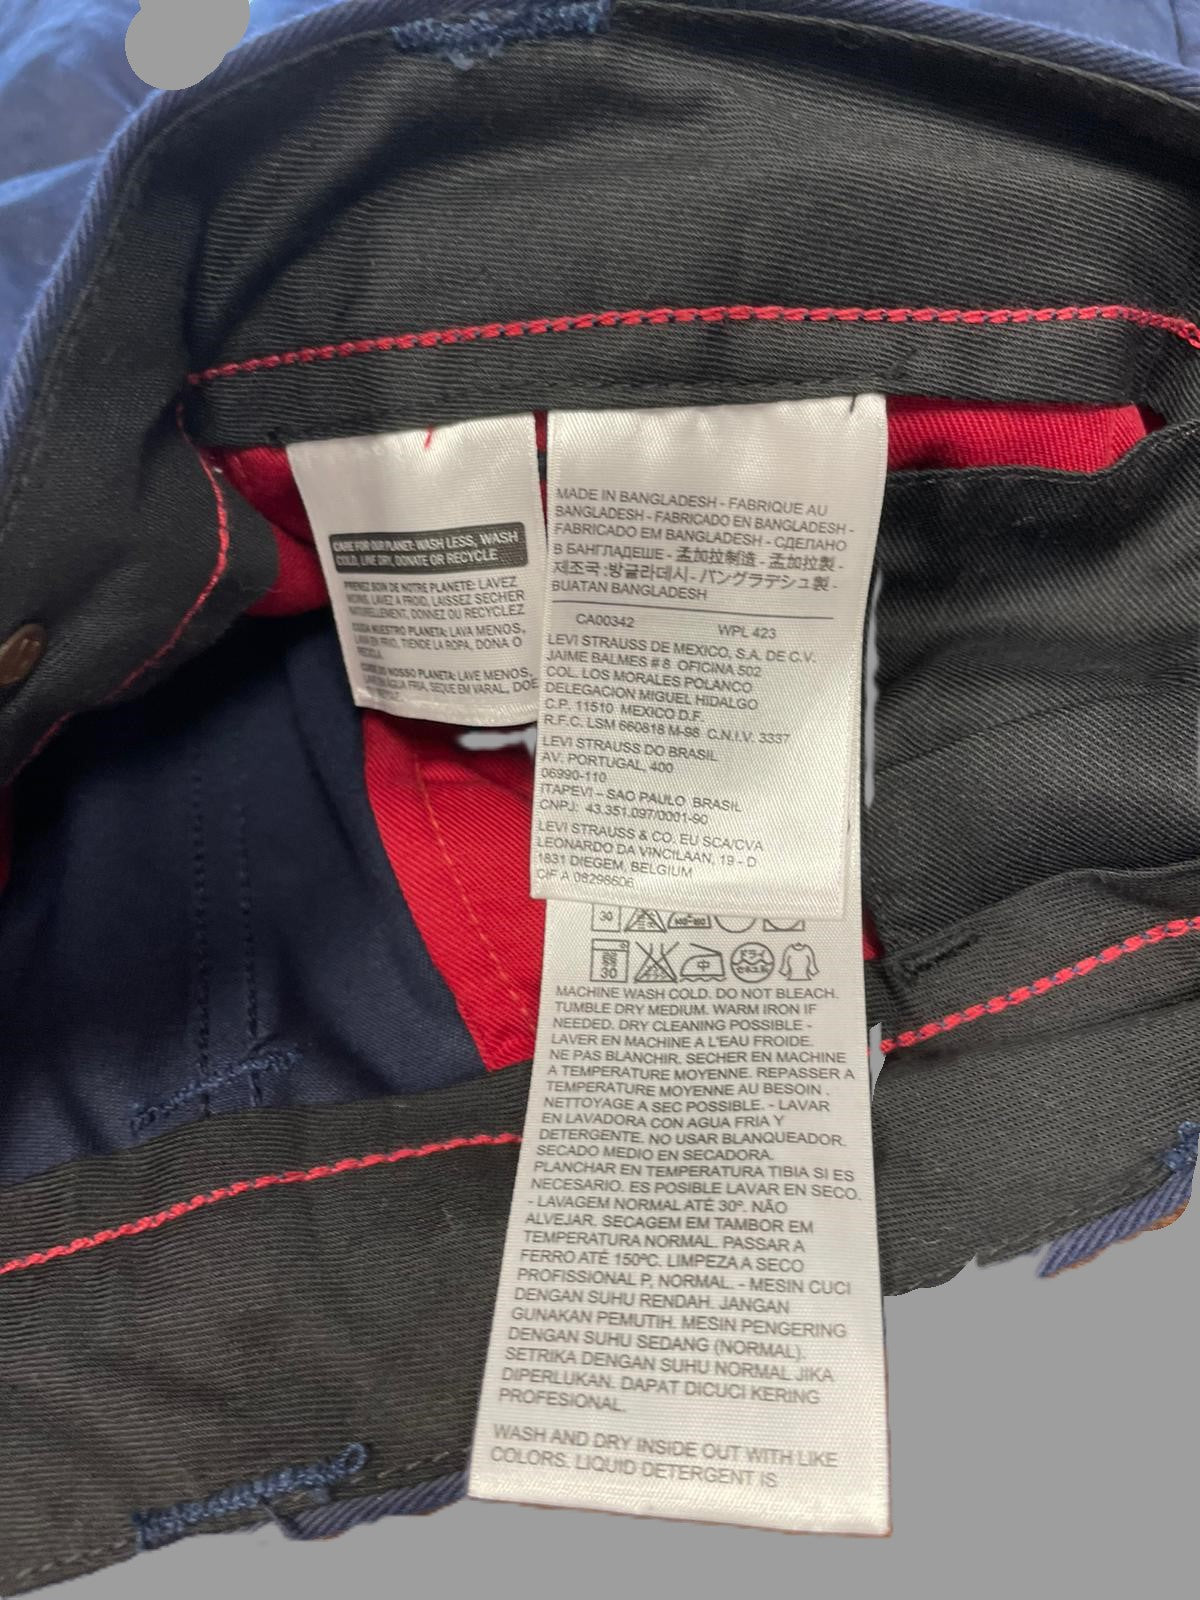 CARE FOR OUR PLANET: WASH LESS, WASH
COLD, LINE DRY, DONATE OR RECYCLE
PRENEZ SOIN DE NOTRE PLANETE: LAVEZ
MOINS, LAVEZ A FROID, LAISSEZ SECHER
NATURELLEMENT, DONNEZ OU RECYCLEZ
CUIDA NUESTRO PLANETA: LAVA MENOS,
LAVA EN FRIO, TIENDE LA ROPA, DONA O
RECICLA.
CUIDE DO NOSSO PLANETA: LAVE MENOS,
LAVE EM AGUA FRIA, SEQUE EM VARAL, DOE
MADE IN BANGLADESH - FABRIQUE AU
BANGLADESH - FABRICADO EN BANGLADESH -
FABRICADO EM BANGLADESH - СДЕЛАНО
В БАНГЛАДЕШЕ - 孟加拉制造 - 孟加拉製 -
제조국 :방글라데시 - バングラデシュ製 -
BUATAN BANGLADESH
CA00342 WPL 423
LEVI STRAUSS DE MEXICO, S.A. DE C.V.
JAIME BALMES # 8 OFICINA 502
COL. LOS MORALES POLANCO
DELEGACION MIGUEL HIDALGO
C.P. 11510 MEXICO D.F.
R.F.C. LSM 660818 M-98 C.N.I.V. 3337
LEVI STRAUSS DO BRASIL
AV. PORTUGAL, 400
06990-110
ITAPEVI – SAO PAULO BRASIL
CNPJ: 43.351.097/0001-90
LEVI STRAUSS & CO. EU SCA/CVA
LEONARDO DA VINCILAAN, 19 - D
1831 DIEGEM, BELGIUM
CIF A 08298606
30
30 中 ドライ
MACHINE WASH COLD. DO NOT BLEACH.
TUMBLE DRY MEDIUM. WARM IRON IF
NEEDED. DRY CLEANING POSSIBLE -
LAVER EN MACHINE A L'EAU FROIDE.
NE PAS BLANCHIR. SECHER EN MACHINE
A TEMPERATURE MOYENNE. REPASSER A
TEMPERATURE MOYENNE AU BESOIN .
NETTOYAGE A SEC POSSIBLE. - LAVAR
EN LAVADORA CON AGUA FRIA Y
DETERGENTE. NO USAR BLANQUEADOR.
SECADO MEDIO EN SECADORA.
PLANCHAR EN TEMPERATURA TIBIA SI ES
NECESARIO. ES POSIBLE LAVAR EN SECO.
- LAVAGEM NORMAL ATÉ 30º. NÃO
ALVEJAR. SECAGEM EM TAMBOR EM
TEMPERATURA NORMAL. PASSAR A
FERRO ATÉ 150ºC. LIMPEZA A SECO
PROFISSIONAL P, NORMAL. - MESIN CUCI
DENGAN SUHU RENDAH. JANGAN
GUNAKAN PEMUTIH. MESIN PENGERING
DENGAN SUHU SEDANG (NORMAL).
SETRIKA DENGAN SUHU NORMAL JIKA
DIPERLUKAN. DAPAT DICUCI KERING
PROFESIONAL.
WASH AND DRY INSIDE OUT WITH LIKE
COLORS. LIQUID DETERGENT IS